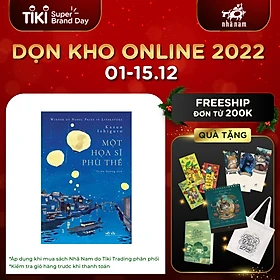 TIKI Super Brand Day
nhã nam
DỌN KHO ONLINE 2022
01-15.12
WINNER OF NOBEL PRIZE IN LITERATURE
Kazuo
Ishiguro
MỘT
HỌA SĨ
PHÙ THẾ
FREESHIP
ĐƠN TỪ 200K
QUÀ TẶNG
*Áp dụng khi mua sách Nhã Nam do Tiki Trading phân phối
*Kiểm tra giỏ hàng trước khi thanh toán